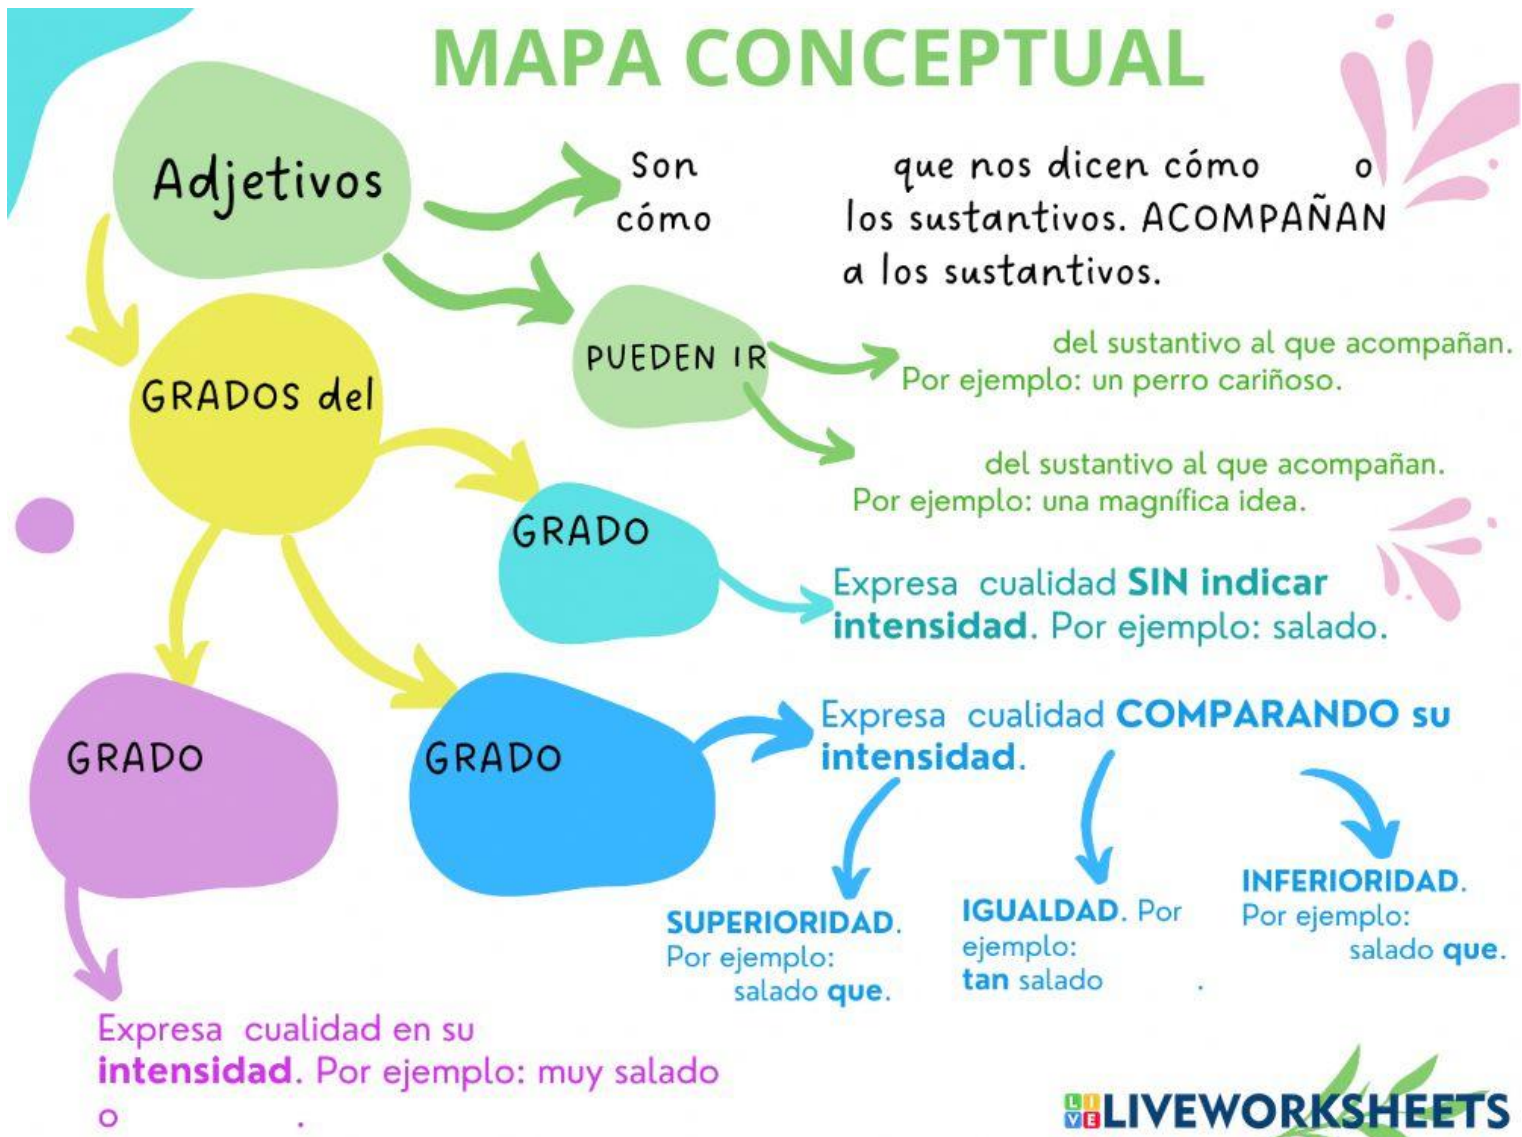 MAPA CONCEPTUAL
Adjetivos
Son que nos dicen cómo o
cómo los sustantivos. ACOMPAÑAN
a los sustantivos.
PUEDEN IR
del sustantivo al que acompañan.
Por ejemplo: un perro cariñoso.
del sustantivo al que acompañan.
Por ejemplo: una magnífica idea.
GRADOS del
GRADO
Expresa cualidad SIN indicar
intensidad. Por ejemplo: salado.
GRADO
Expresa cualidad COMPARANDO su
intensidad.
SUPERIORIDAD.
Por ejemplo:
salado que.
IGUALDAD. Por
ejemplo:
tan salado .
INFERIORIDAD.
Por ejemplo:
salado que.
GRADO
Expresa cualidad en su
intensidad. Por ejemplo: muy salado
o .
LIVE LIVEWORKSHEETS